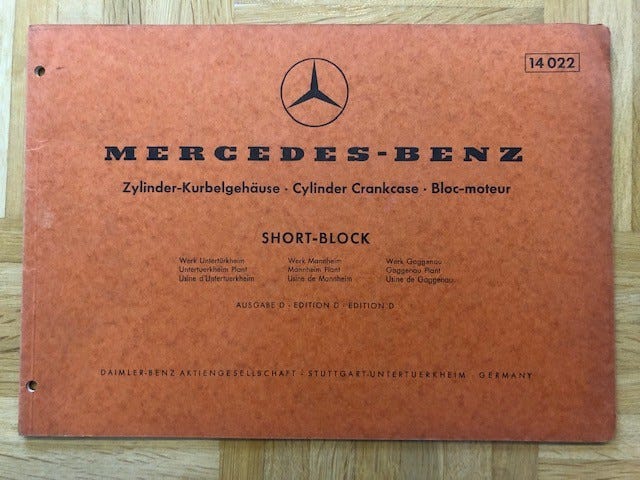 14 022
MERCEDES-BENZ
Zylinder-Kurbelgehäuse · Cylinder Crankcase · Bloc-moteur
SHORT-BLOCK
Werk Untertürkheim Werk Mannheim Werk Gaggenau
Untertuerkheim Plant Mannheim Plant Gaggenau Plant
Usine d'Untertuerkheim Usine de Mannheim Usine de Gaggenau
AUSGABE D · EDITION D · EDITION D
DAIMLER-BENZ AKTIENGESELLSCHAFT · STUTTGART-UNTERTUERKHEIM · GERMANY